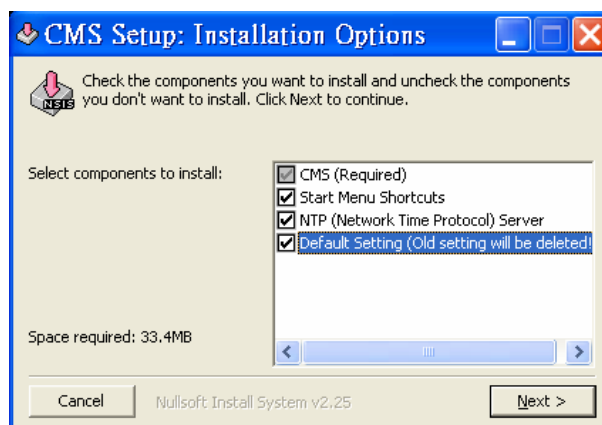 CMS Setup: Installation Options
Check the components you want to install and uncheck the components
you don't want to install. Click Next to continue.
NSIS
Select components to install:
CMS (Required)
Start Menu Shortcuts
NTP (Network Time Protocol) Server
Default Setting (Old setting will be deleted!
Space required: 33.4MB
Cancel
Nullsoft Install System v2.25
Next >